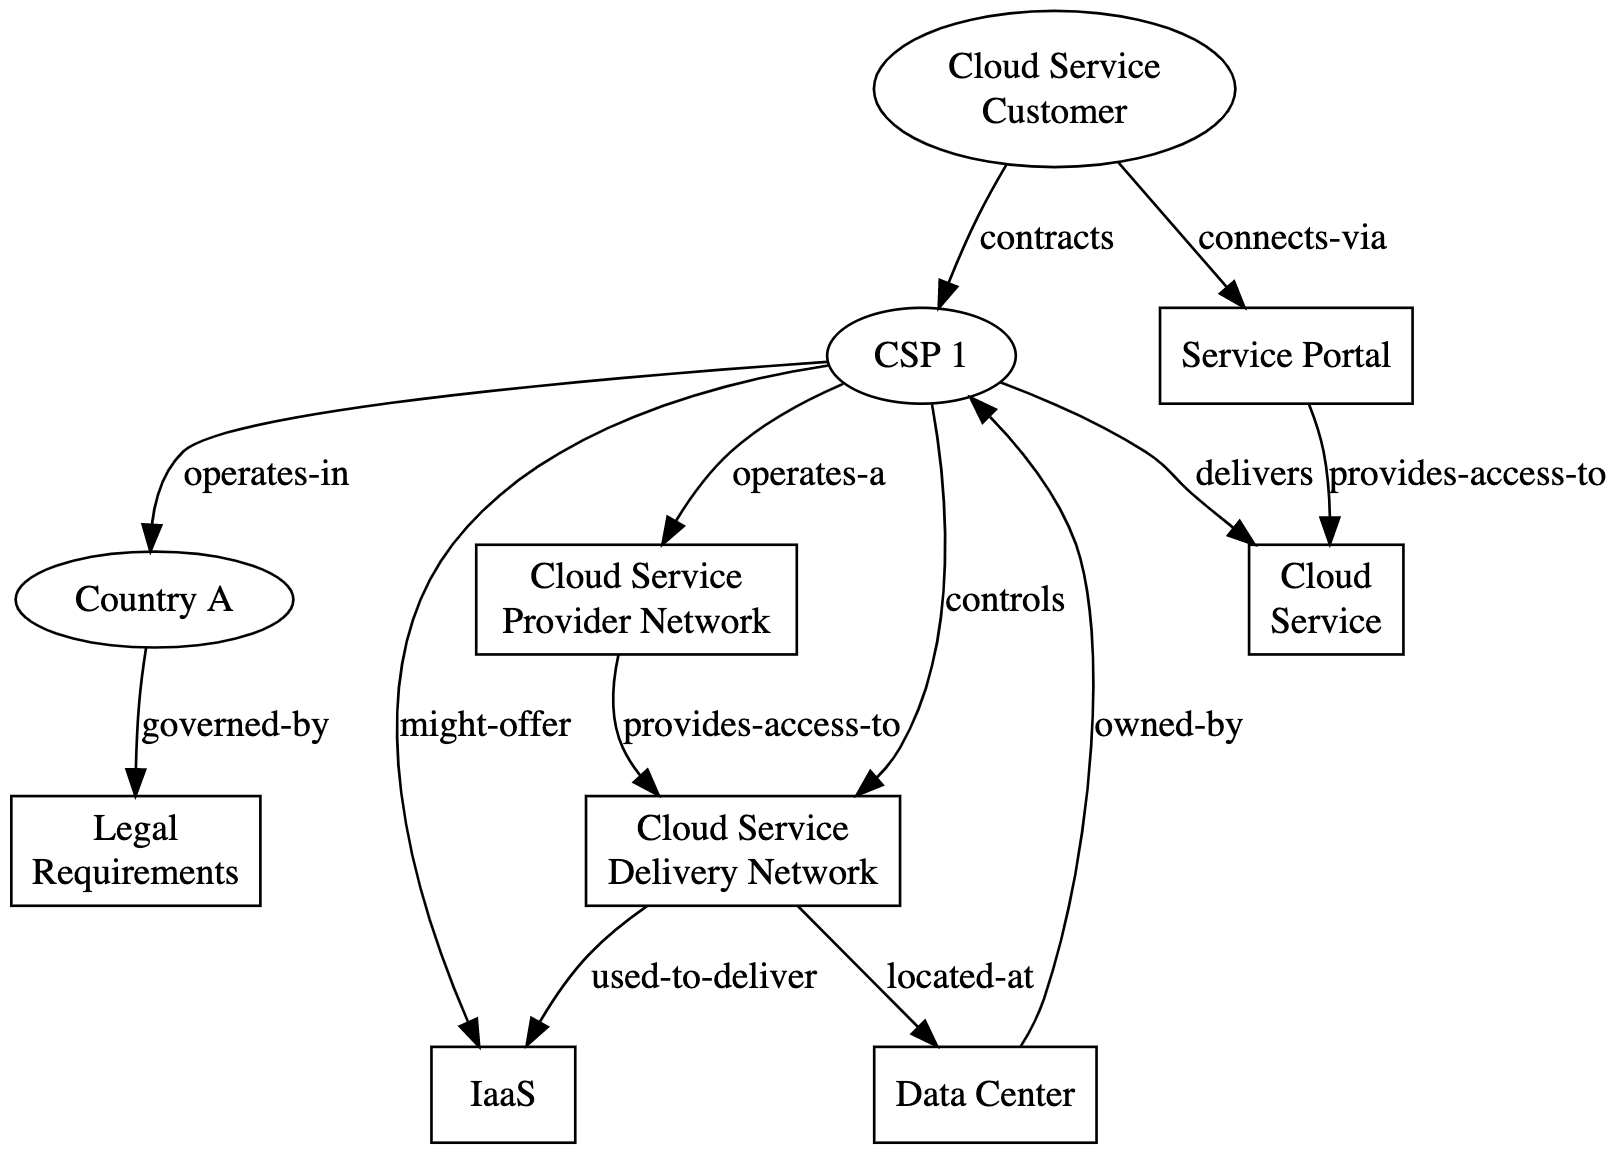 Cloud Service
Customer
contracts
connects-via
CSP 1
Service Portal
operates-in
operates-a
delivers
provides-access-to
Country A
Cloud Service
Provider Network
controls
Cloud
Service
governed-by
might-offer
provides-access-to
owned-by
Legal
Requirements
Cloud Service
Delivery Network
used-to-deliver
located-at
IaaS
Data Center